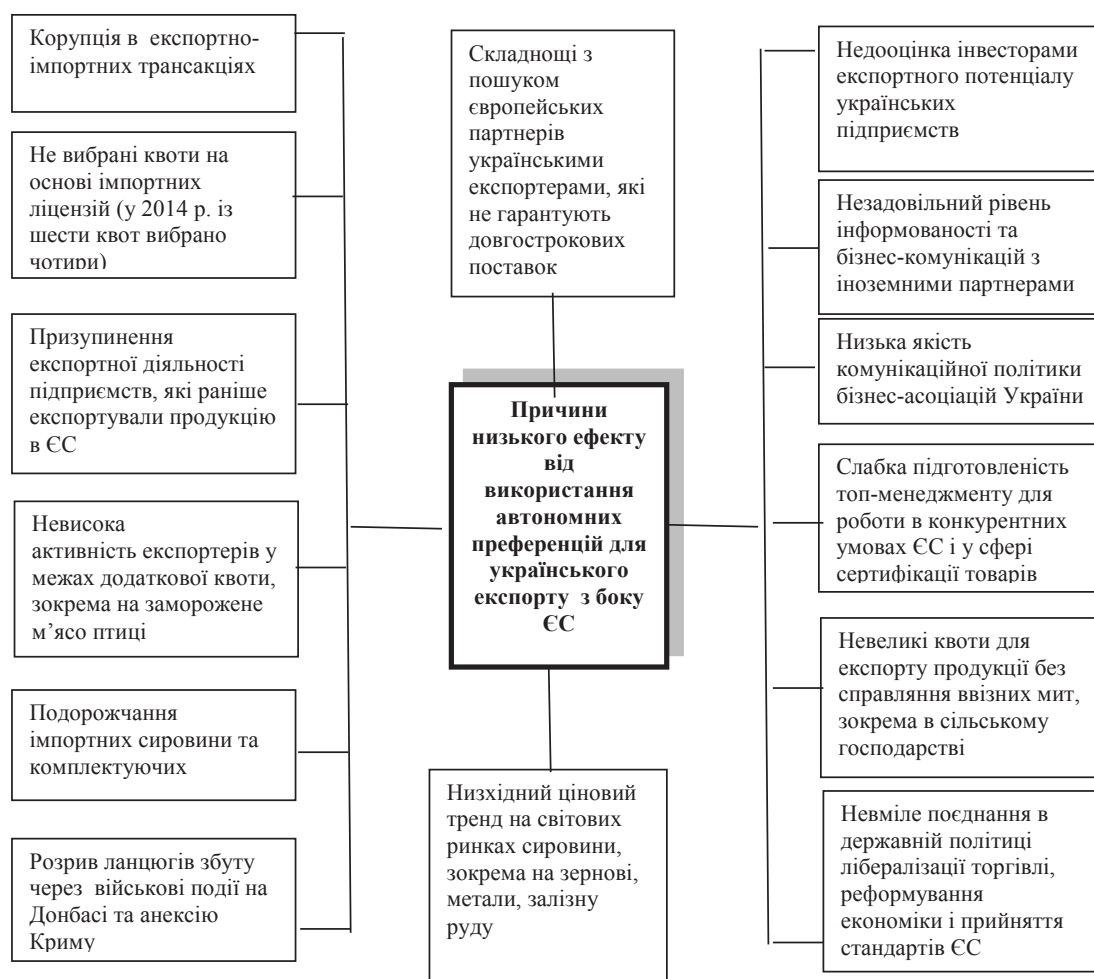 Корупція в експортно-
імпортних трансакціях
Не вибрані квоти на
основі імпортних
ліцензій (у 2014 р. із
шести квот вибрано
чотири)
Призупинення
експортної діяльності
підприємств, які раніше
експортували продукцію
в ЄС
Невисока
активність експортерів у
межах додаткової квоти,
зокрема на заморожене
м’ясо птиці
Подорожчання
імпортних сировини та
комплектуючих
Розрив ланцюгів збуту
через військові події на
Донбасі та анексію
Криму
Складнощі з
пошуком
європейських
партнерів
українськими
експортерами, які
не гарантують
довгострокових
поставок
Причини
низького ефекту
від
використання
автономних
преференцій для
українського
експорту з боку
ЄС
Низхідний ціновий
тренд на світових
ринках сировини,
зокрема на зернові,
метали, залізну
руду
Недооцінка інвесторами
експортного потенціалу
українських
підприємств
Незадовільний рівень
інформованості та
бізнес-комунікацій з
іноземними партнерами
Низька якість
комунікаційної політики
бізнес-асоціацій України
Слабка підготовленість
топ-менеджменту для
роботи в конкурентних
умовах ЄС і у сфері
сертифікації товарів
Невеликі квоти для
експорту продукції без
справляння ввізних мит,
зокрема в сільському
господарстві
Невміле поєднання в
державній політиці
лібералізації торгівлі,
реформування
економіки і прийняття
стандартів ЄС